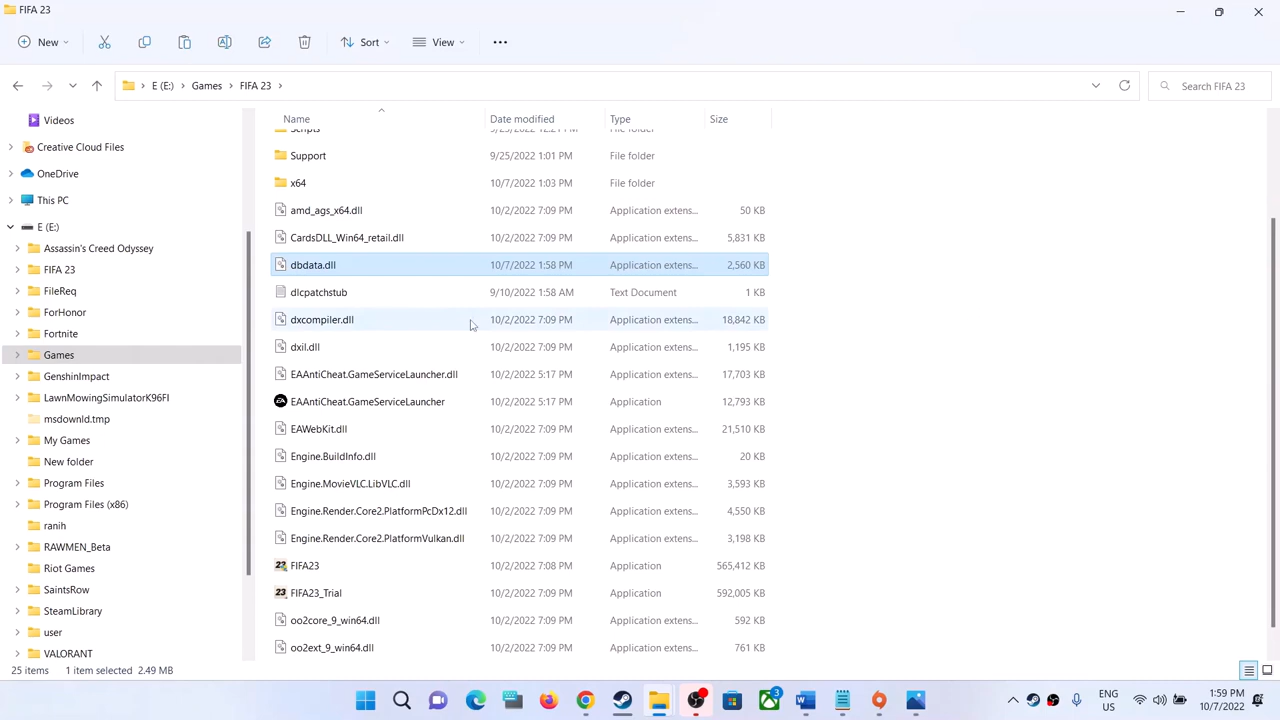 FIFA 23
New
Sort
View
E (E:) > Games > FIFA 23 >
Search FIFA 23
Videos
Creative Cloud Files
OneDrive
This PC
E (E:)
Assassin's Creed Odyssey
FIFA 23
FileReq
ForHonor
Fortnite
Games
GenshinImpact
LawnMowingSimulatorK96FI
msdownld.tmp
My Games
New folder
Program Files
Program Files (x86)
ranih
RAWMEN_Beta
Riot Games
SaintsRow
SteamLibrary
user
VALORANT
Name Date modified Type Size
Scripts 9/25/2022 12:21 PM File folder
Support 9/25/2022 1:01 PM File folder
x64 10/7/2022 1:03 PM File folder
amd_ags_x64.dll 10/2/2022 7:09 PM Application extens... 50 KB
CardsDLL_Win64_retail.dll 10/2/2022 7:09 PM Application extens... 5,831 KB
dbdata.dll 10/7/2022 1:58 PM Application extens... 2,560 KB
dlcpatchstub 9/10/2022 1:58 AM Text Document 1 KB
dxcompiler.dll 10/2/2022 7:09 PM Application extens... 18,842 KB
dxil.dll 10/2/2022 7:09 PM Application extens... 1,195 KB
EAAntiCheat.GameServiceLauncher.dll 10/2/2022 5:17 PM Application extens... 17,703 KB
EAAntiCheat.GameServiceLauncher 10/2/2022 5:17 PM Application 12,793 KB
EAWebKit.dll 10/2/2022 7:09 PM Application extens... 21,510 KB
Engine.BuildInfo.dll 10/2/2022 7:09 PM Application extens... 20 KB
Engine.MovieVLC.LibVLC.dll 10/2/2022 7:09 PM Application extens... 3,593 KB
Engine.Render.Core2.PlatformPcDx12.dll 10/2/2022 7:09 PM Application extens... 4,550 KB
Engine.Render.Core2.PlatformVulkan.dll 10/2/2022 7:09 PM Application extens... 3,198 KB
FIFA23 10/2/2022 7:08 PM Application 565,412 KB
FIFA23_Trial 10/2/2022 7:09 PM Application 592,005 KB
oo2core_9_win64.dll 10/2/2022 7:09 PM Application extens... 592 KB
oo2ext_9_win64.dll 10/2/2022 7:09 PM Application extens... 761 KB
25 items 1 item selected 2.49 MB
3
ENG
US
1:59 PM
10/7/2022